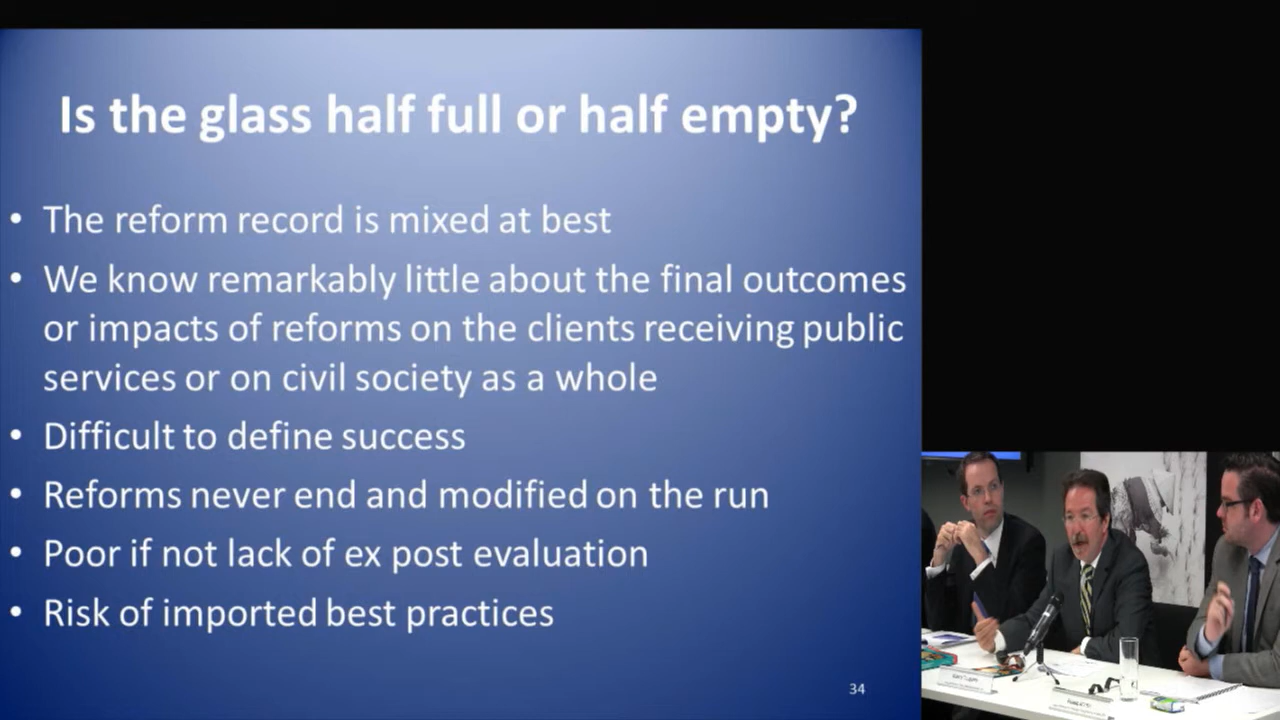 Is the glass half full or half empty?
• The reform record is mixed at best
• We know remarkably little about the final outcomes
or impacts of reforms on the clients receiving public
services or on civil society as a whole
• Difficult to define success
• Reforms never end and modified on the run
• Poor if not lack of ex post evaluation
• Risk of imported best practices
34